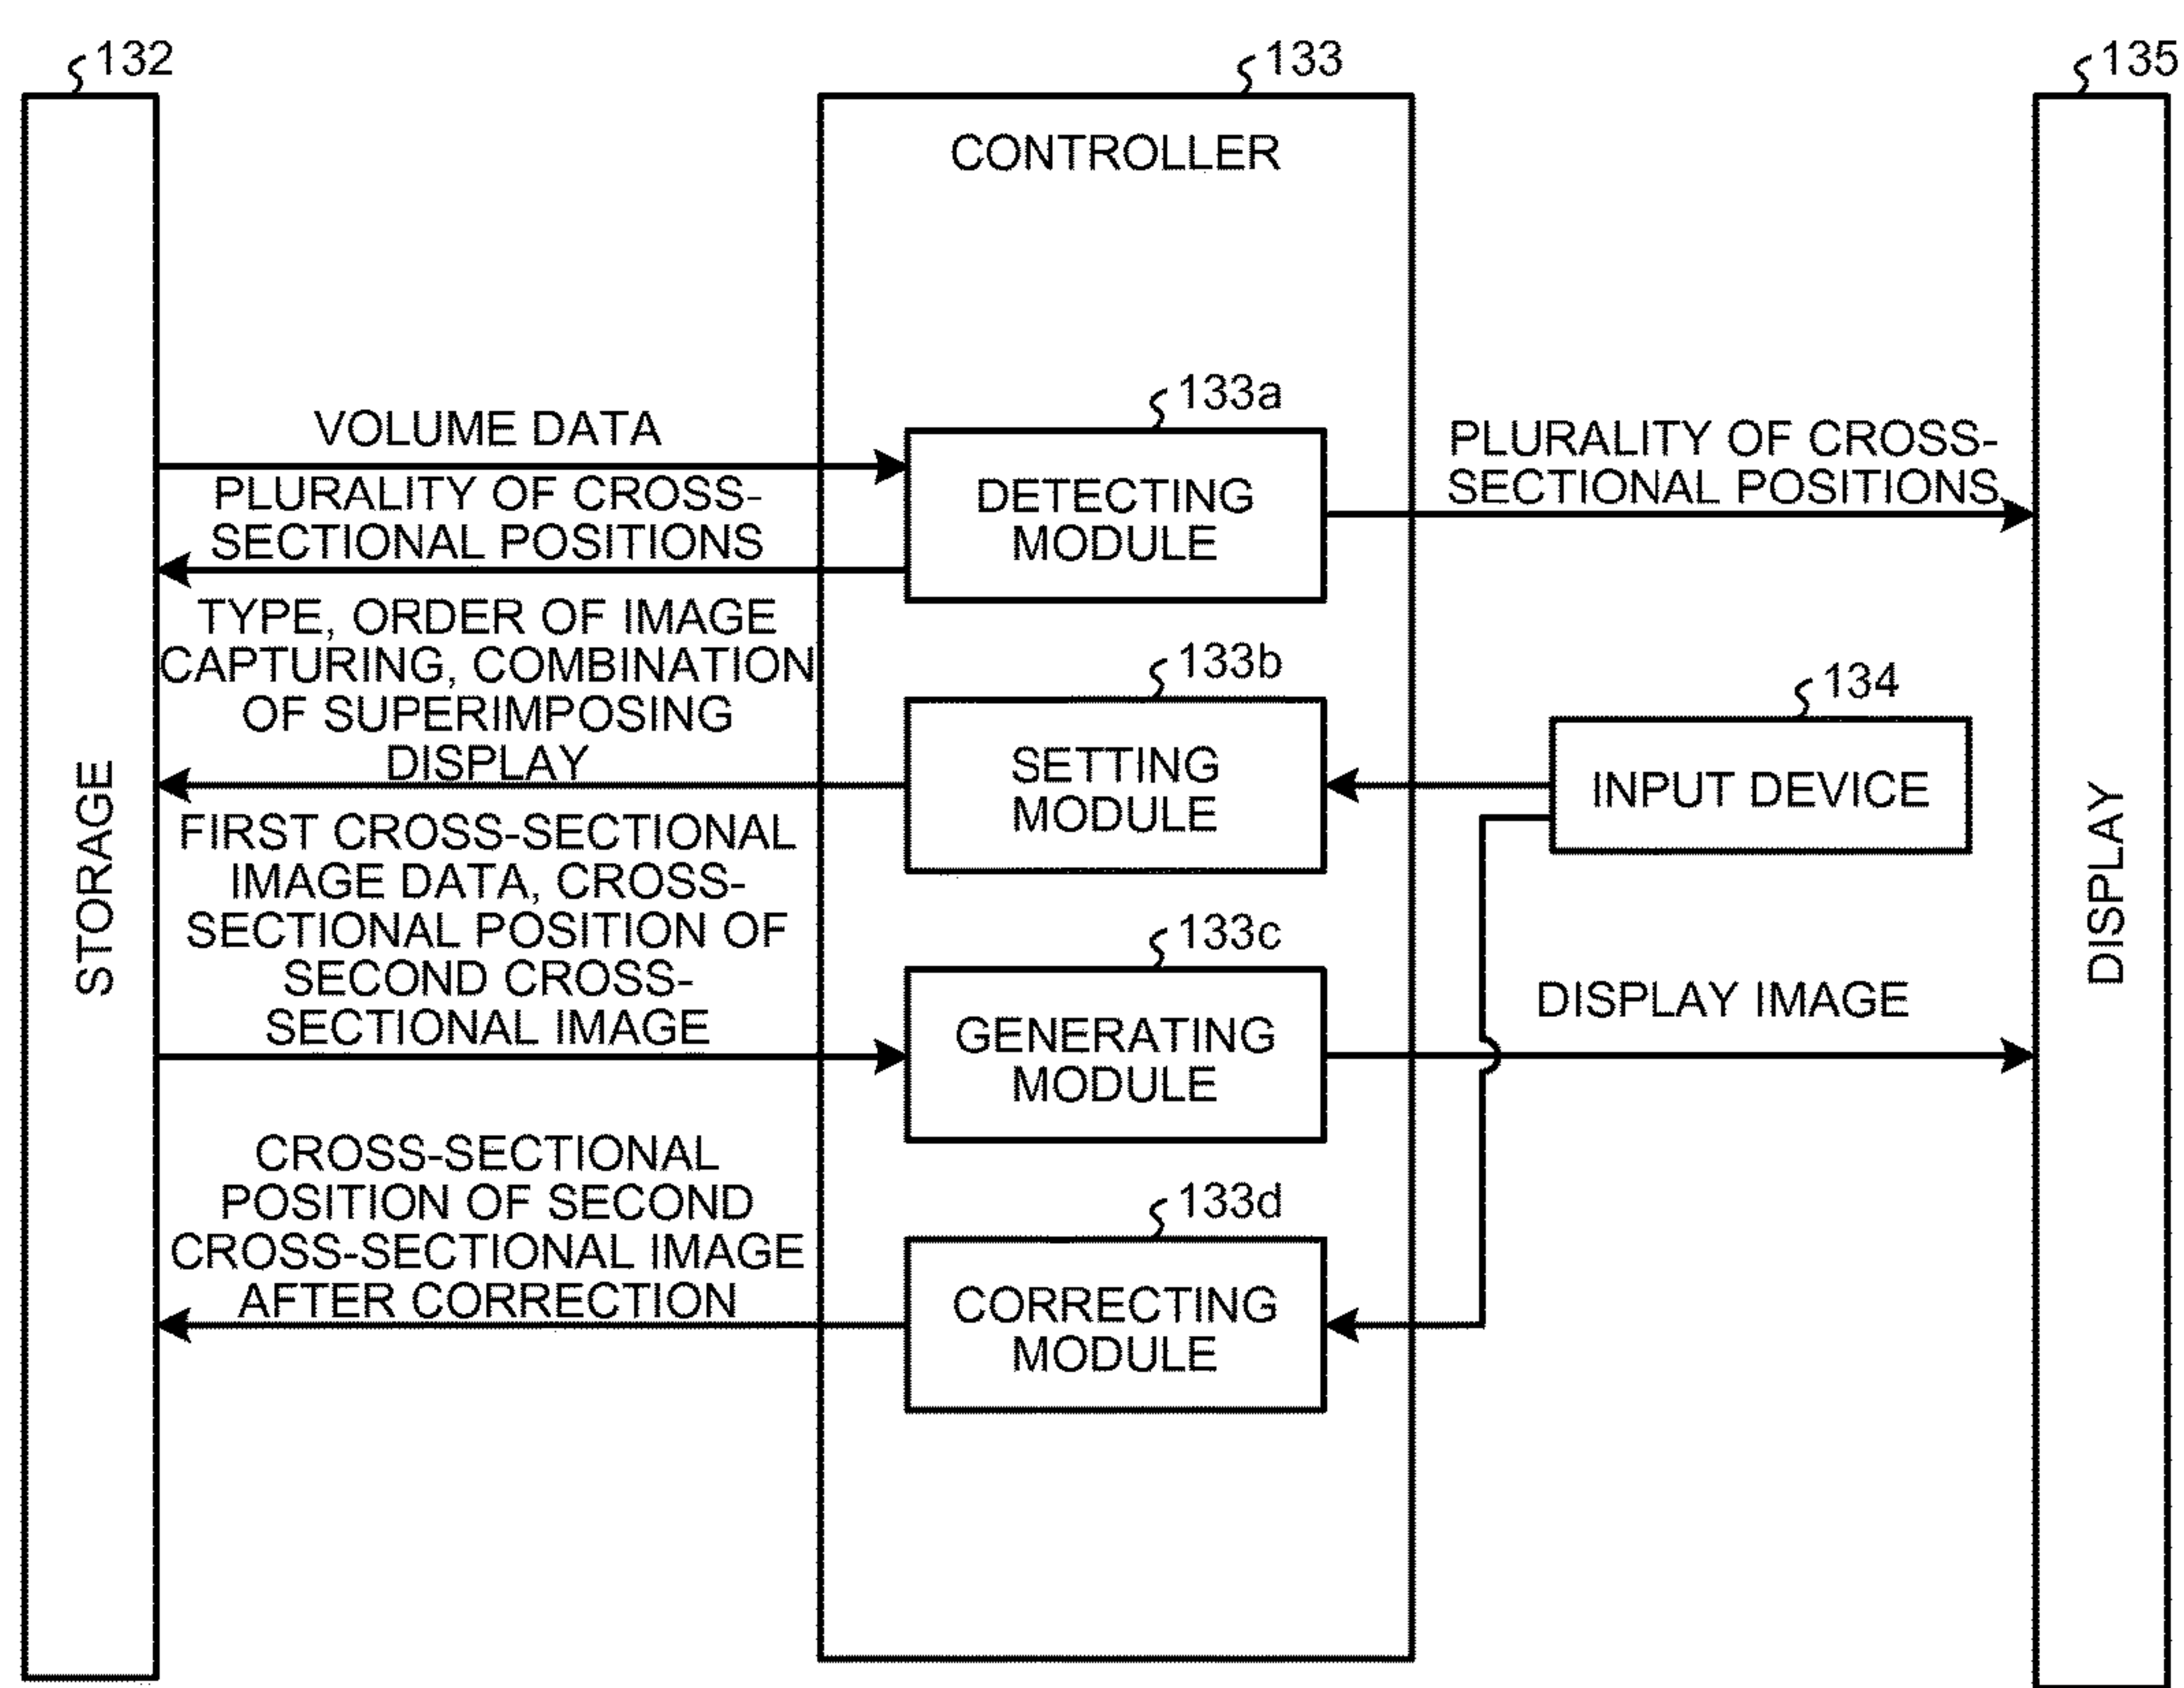 132
133
135
CONTROLLER
133a
VOLUME DATA
PLURALITY OF CROSS-
SECTIONAL POSITIONS
DETECTING
MODULE
PLURALITY OF CROSS-
SECTIONAL POSITIONS
TYPE, ORDER OF IMAGE
CAPTURING, COMBINATION
OF SUPERIMPOSING
DISPLAY
133b
SETTING
MODULE
134
INPUT DEVICE
STORAGE
DISPLAY
FIRST CROSS-SECTIONAL
IMAGE DATA, CROSS-
SECTIONAL POSITION OF
SECOND CROSS-
SECTIONAL IMAGE
133c
GENERATING
MODULE
DISPLAY IMAGE
CROSS-SECTIONAL
POSITION OF SECOND
CROSS-SECTIONAL IMAGE
AFTER CORRECTION
133d
CORRECTING
MODULE